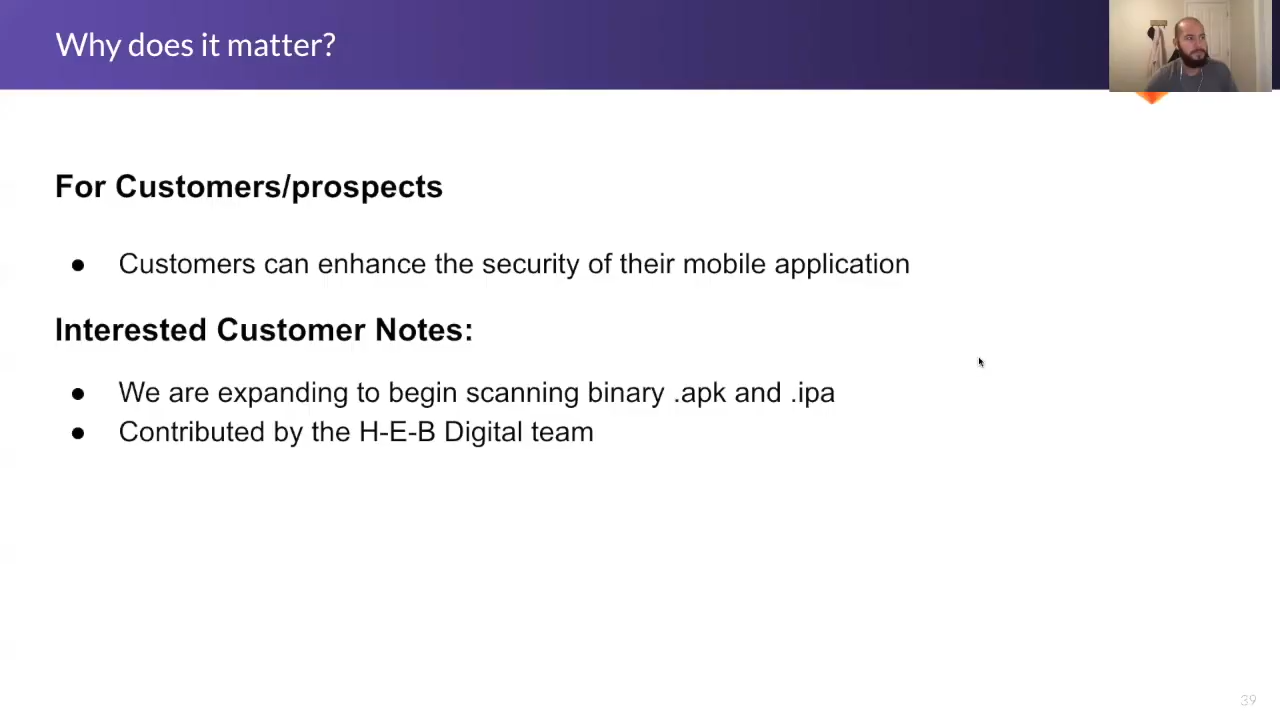 Why does it matter?
For Customers/prospects
● Customers can enhance the security of their mobile application
Interested Customer Notes:
● We are expanding to begin scanning binary .apk and .ipa
● Contributed by the H-E-B Digital team
39